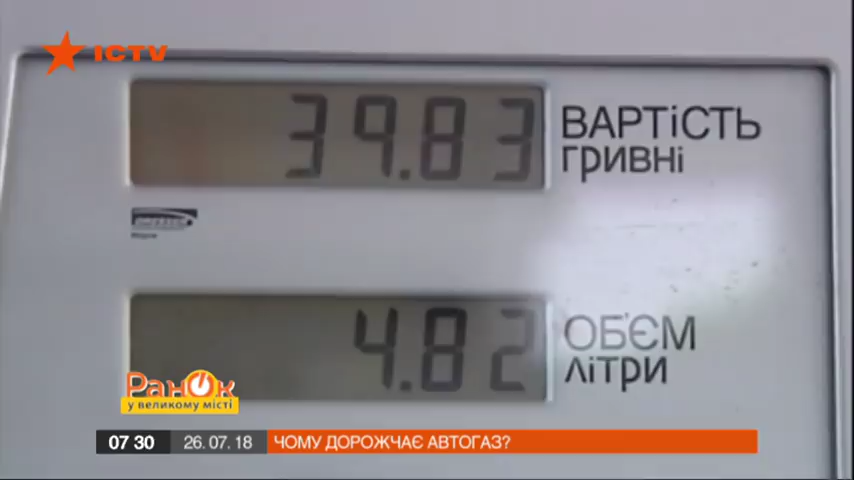 ICTV
39.83
ВАРТІСТЬ
гривні
4.82
ОБ'ЄМ
літри
Ранок
у великому місті
07 30
26. 07. 18
ЧОМУ ДОРОЖЧАЄ АВТОГАЗ?